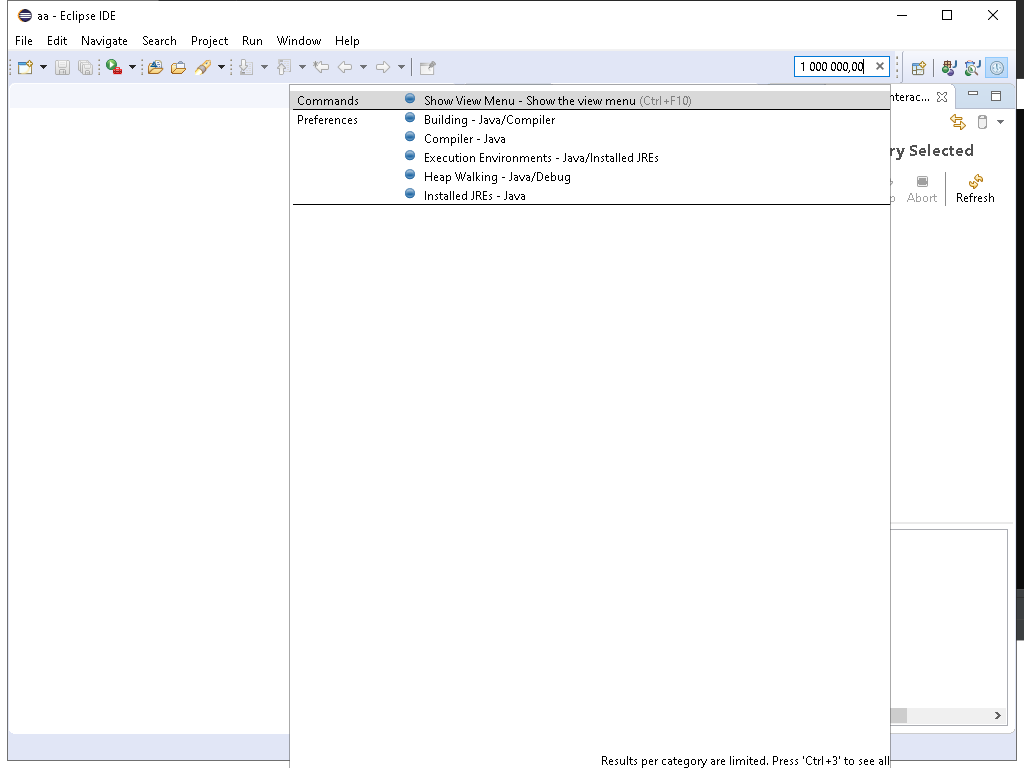 aa - Eclipse IDE
File Edit Navigate Search Project Run Window Help
1 000 000,00
Commands Show View Menu - Show the view menu (Ctrl+F10)
Preferences Building - Java/Compiler
Compiler - Java
Execution Environments - Java/Installed JREs
Heap Walking - Java/Debug
Installed JREs - Java
nterac...
ry Selected
p Abort Refresh
Results per category are limited. Press 'Ctrl+3' to see all